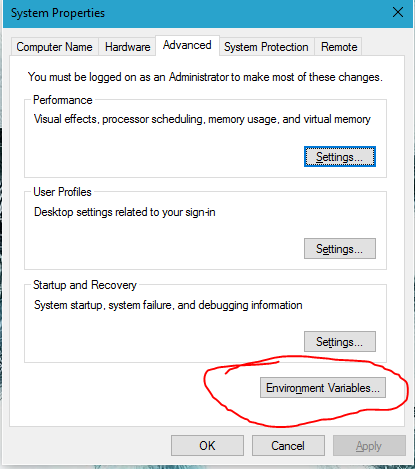 System Properties
Computer Name Hardware Advanced System Protection Remote
You must be logged on as an Administrator to make most of these changes.
Performance
Visual effects, processor scheduling, memory usage, and virtual memory
Settings...
User Profiles
Desktop settings related to your sign-in
Settings...
Startup and Recovery
System startup, system failure, and debugging information
Settings...
Environment Variables...
OK Cancel Apply